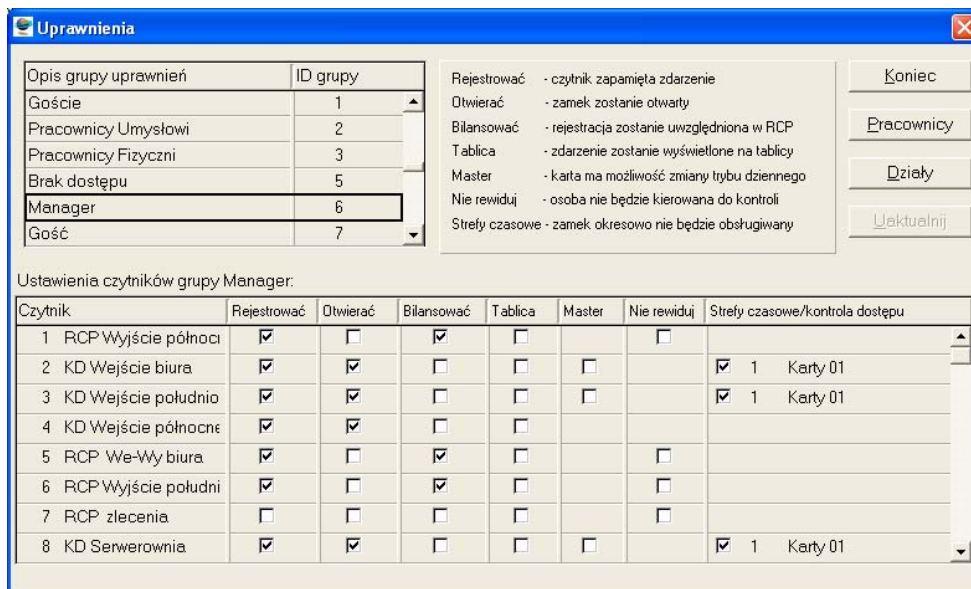 Uprawnienia
Opis grupy uprawnień ID grupy
Goście 1
Pracownicy Umysłowi 2
Pracownicy Fizyczni 3
Brak dostępu 5
Manager 6
Gość 7
Rejestrować - czytnik zapamięta zdarzenie
Otwierać - zamek zostanie otwarty
Bilansować - rejestracja zostanie uwzględniona w RCP
Tablica - zdarzenie zostanie wyświetlone na tablicy
Master - karta ma możliwość zmiany trybu dziennego
Nie rewiduj - osoba nie będzie kierowana do kontroli
Strefy czasowe - zamek okresowo nie będzie obsługiwany
Koniec
Pracownicy
Działy
Uaktualnij
Ustawienia czytników grupy Manager:
Czytnik Rejestrować Otwierać Bilansować Tablica Master Nie rewiduj Strefy czasowe/kontrola dostępu
1 RCP Wyjście północ
2 KD Wejście biura 1 Karty 01
3 KD Wejście południo 1 Karty 01
4 KD Wejście północne
5 RCP We-Wy biura
6 RCP Wyjście południ
7 RCP zlecenia
8 KD Serwerownia 1 Karty 01